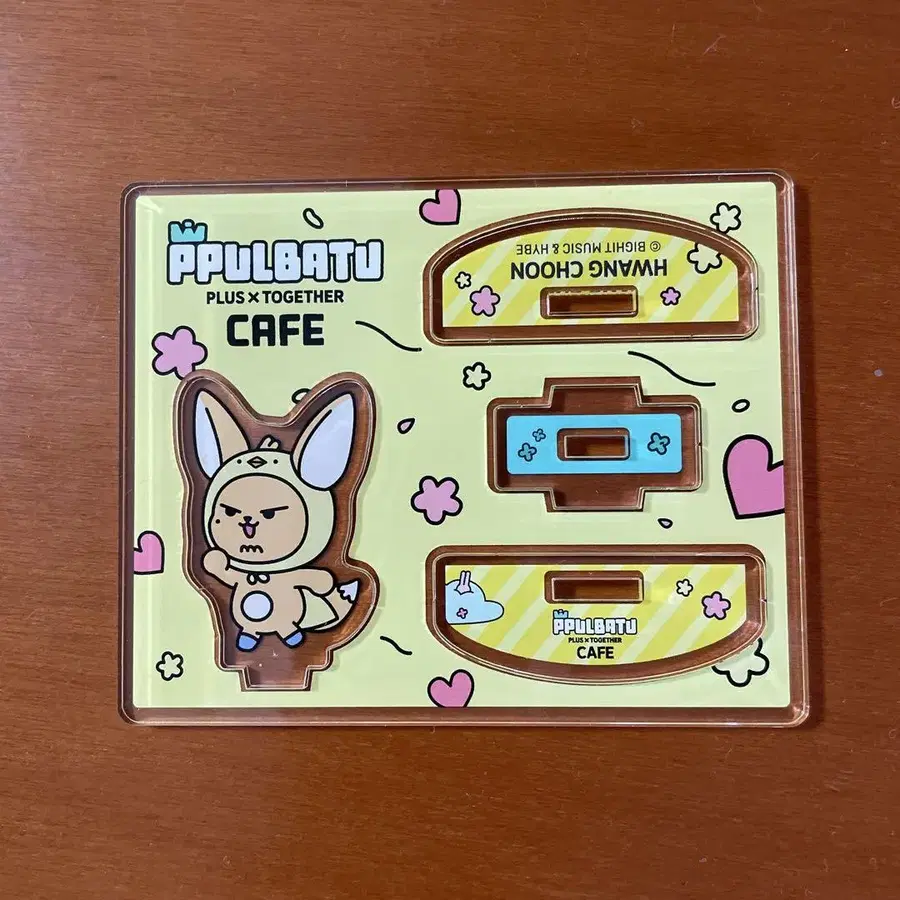 PPULBATU
PLUS × TOGETHER
CAFE
HWANG CHOON
© BIGHIT MUSIC & HYBE
PPULBATU
PLUS × TOGETHER
CAFE